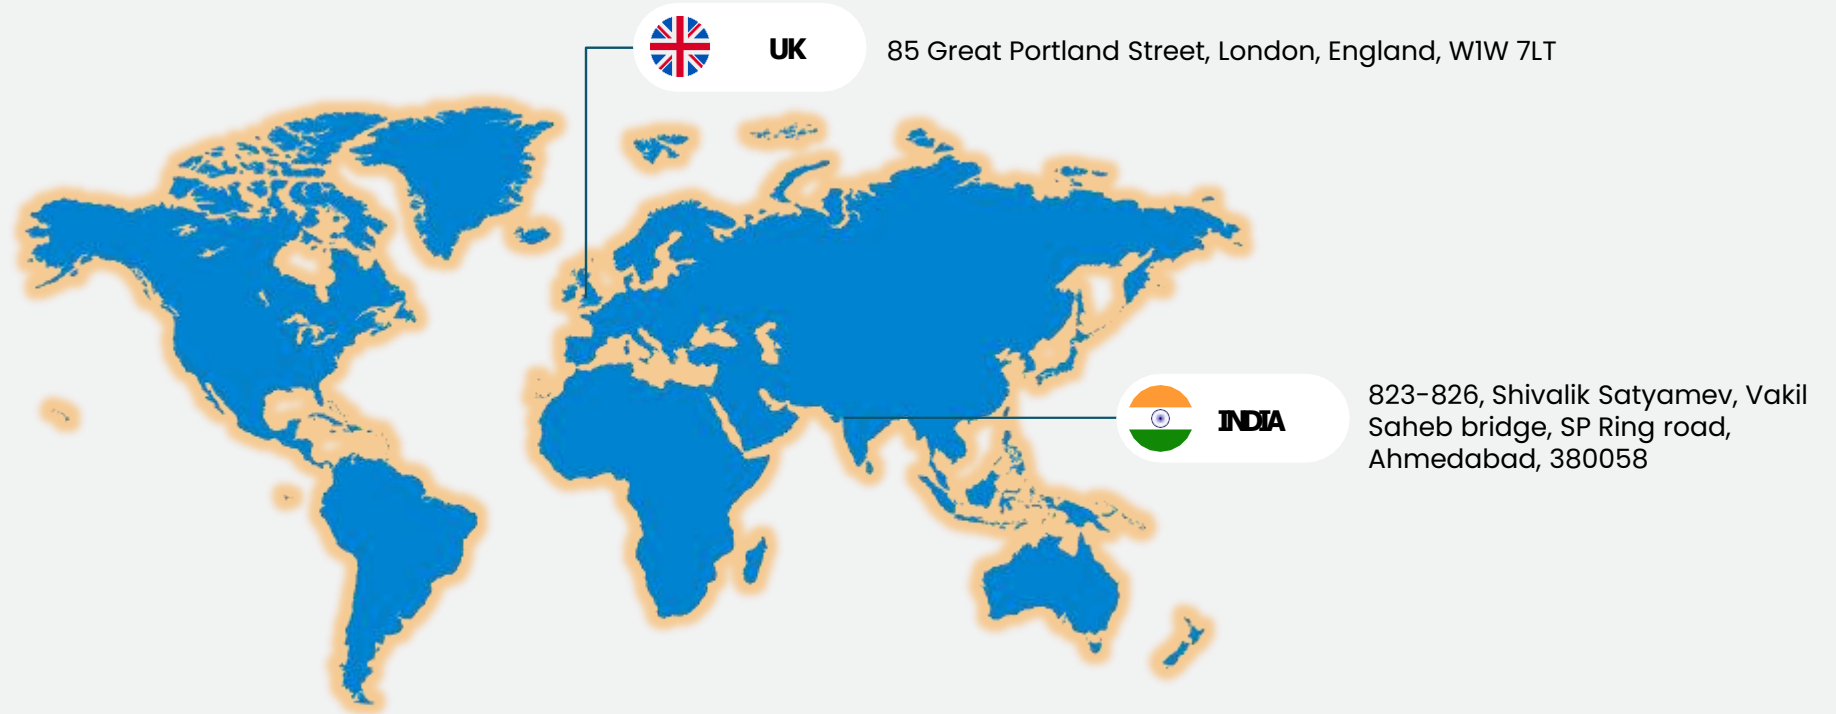 UK
85 Great Portland Street, London, England, W1W 7LT
INDIA
823-826, Shivalik Satyamev, Vakil
Saheb bridge, SP Ring road,
Ahmedabad, 380058